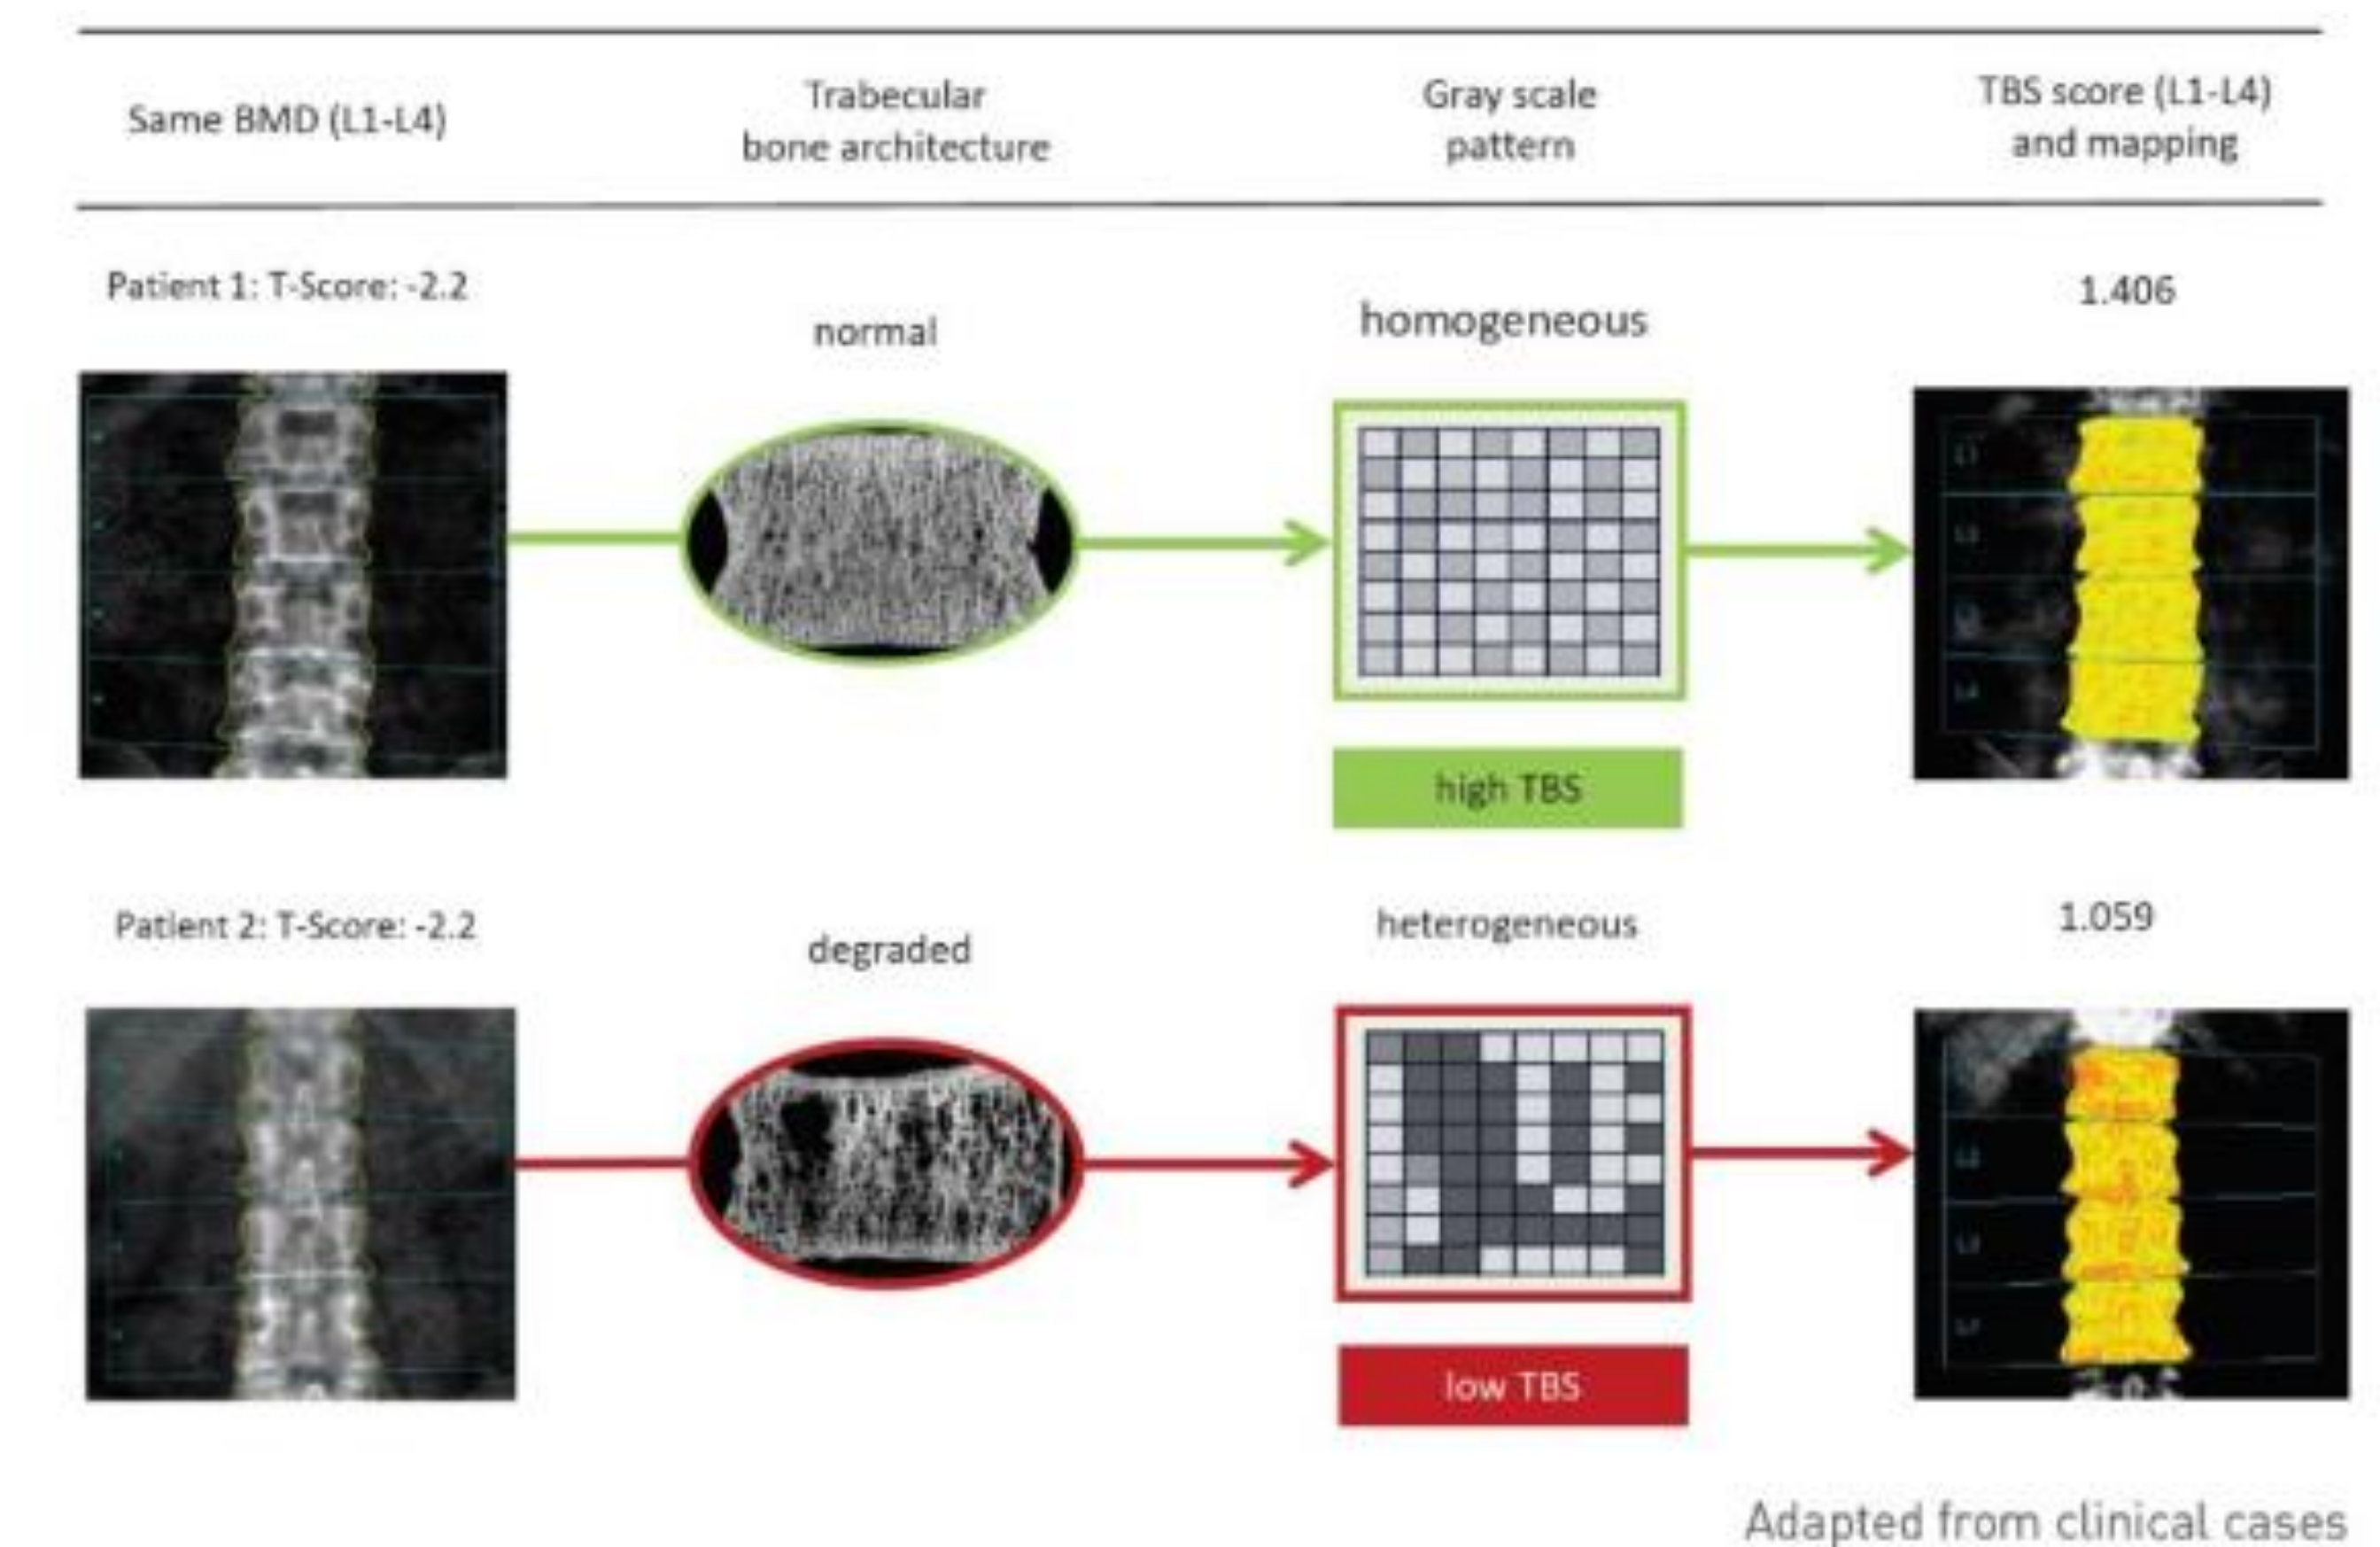 Same BMD (L1-L4)
Trabecular
bone architecture
Gray scale
pattern
TBS score (L1-L4)
and mapping
Patient 1: T-Score: -2.2
normal
homogeneous
1.406
high TBS
Patient 2: T-Score: -2.2
degraded
heterogeneous
1.059
low TBS
Adapted from clinical cases